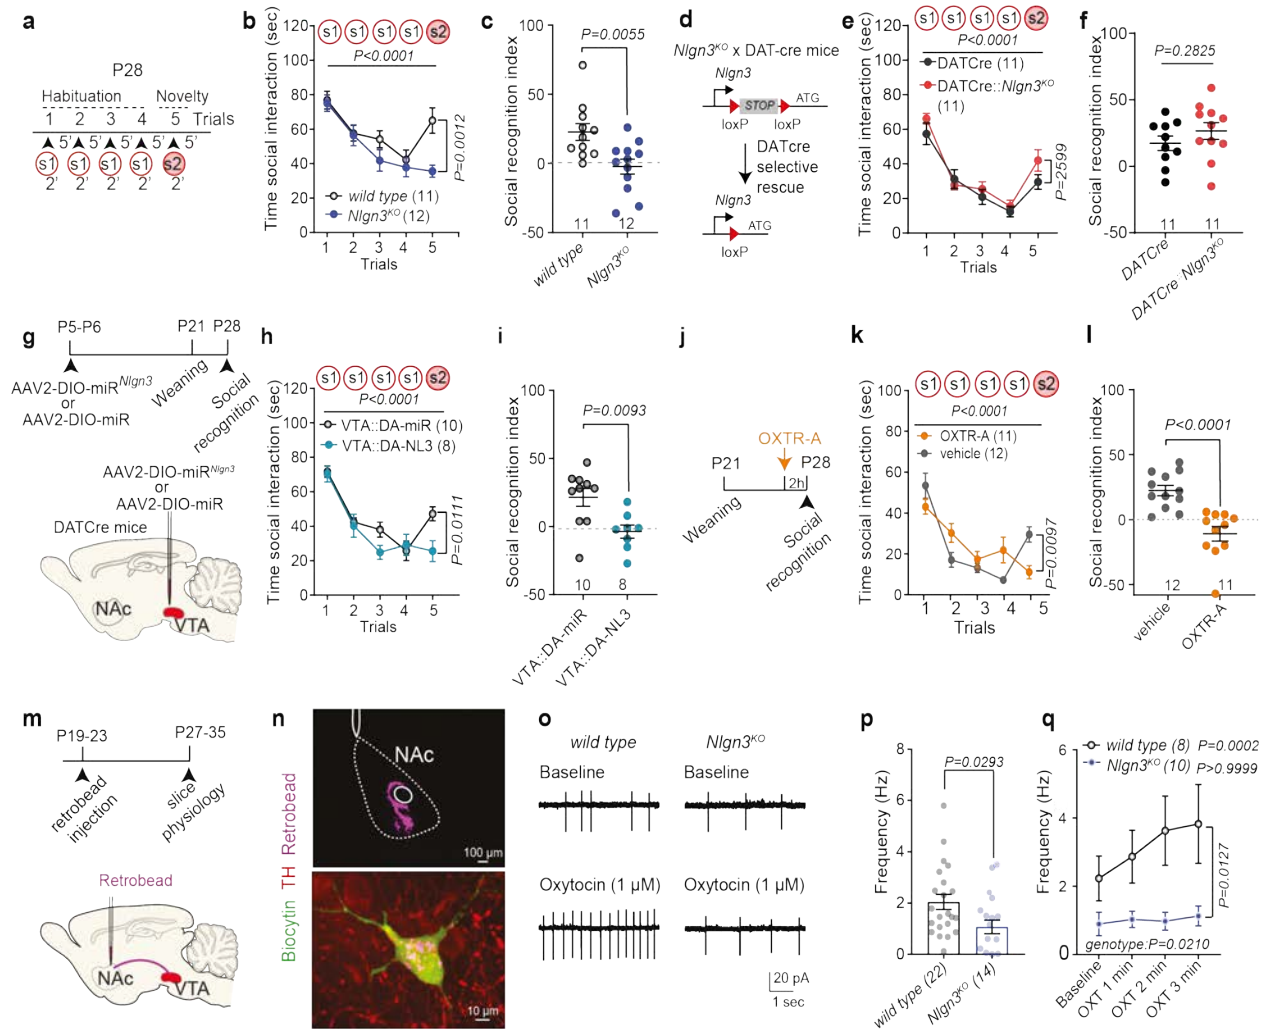 a
P28
Habituation
Novelty
1 2 3 4 5 Trials
5' 5' 5' 5' 5'
s1 s1 s1 s1 s2
2' 2' 2' 2' 2'
b
s1 s1 s1 s1 s2
P<0.0001
Time social interaction (sec)
120
100
80
60
40
20
0
P=0.0012
wild type (11)
Nlgn3KO (12)
1 2 3 4 5
Trials
c
Social recognition index
100
50
0
-50
P=0.0055
11 12
wild type
Nlgn3KO
d
Nlgn3KO x DAT-cre mice
Nlgn3
STOP
ATG
loxP loxP
DATCre
selective
rescue
Nlgn3
ATG
loxP
e
s1 s1 s1 s1 s2
P<0.0001
Time social interaction (sec)
120
100
80
60
40
20
0
DATCre (11)
DATCre::Nlgn3KO
(11)
P=2599
1 2 3 4 5
Trials
f
Social recognition index
100
50
0
-50
P=0.2825
11 11
DATCre
DATCre::Nlgn3KO
g
P5-P6 P21 P28
AAV2-DIO-miRNlgn3
or
AAV2-DIO-miR
Weaning
Social
recognition
AAV2-DIO-miRNlgn3
or
AAV2-DIO-miR
DATCre mice
NAc
VTA
h
s1 s1 s1 s1 s2
P<0.0001
Time social interaction (sec)
120
100
80
60
40
20
0
VTA::DA-miR (10)
VTA::DA-NL3 (8)
P=0.0111
1 2 3 4 5
Trials
i
Social recognition index
100
50
0
-50
P=0.0093
10 8
VTA::DA-miR
VTA::DA-NL3
j
OXTR-A
P21 P28
2h
Weaning
Social
recognition
k
s1 s1 s1 s1 s2
P<0.0001
Time social interaction (sec)
100
80
60
40
20
0
OXTR-A (11)
vehicle (12)
P=0.0097
1 2 3 4 5
Trials
l
Social recognition index
100
50
0
-50
P<0.0001
12 11
vehicle
OXTR-A
m
P19-23 P27-35
retrobead
injection
slice
physiology
Retrobead
NAc
VTA
n
Biocytin TH Retrobead
NAc
100 µm
10 µm
o
wild type Nlgn3KO
Baseline Baseline
Oxytocin (1 µM) Oxytocin (1 µM)
20 pA
1 sec
p
Frequency (Hz)
8
6
4
2
0
P=0.0293
wild type (22)
Nlgn3KO (14)
q
Frequency (Hz)
6
4
2
0
wild type (8) P=0.0002
Nlgn3KO (10) P>0.9999
P=0.0127
genotype:P=0.0210
Baseline
OXT 1 min
OXT 2 min
OXT 3 min